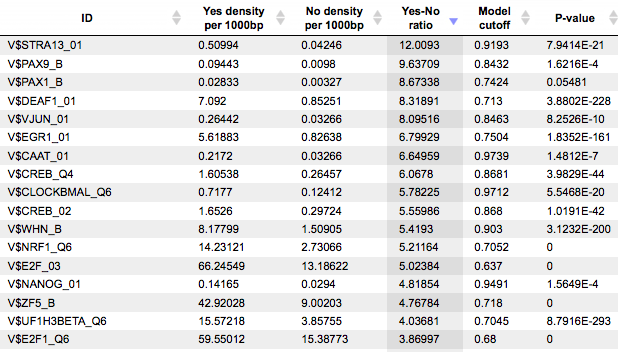 ID Yes density per 1000bp No density per 1000bp Yes-No ratio Model cutoff P-value
V$STRA13_01 0.50994 0.04246 12.0093 0.9193 7.9414E-21
V$PAX9_B 0.09443 0.0098 9.63709 0.8432 1.6216E-4
V$PAX1_B 0.02833 0.00327 8.67338 0.7424 0.05481
V$DEAF1_01 7.092 0.85251 8.31891 0.713 3.8802E-228
V$VJUN_01 0.26442 0.03266 8.09516 0.8463 8.2526E-10
V$EGR1_01 5.61883 0.82638 6.79929 0.7504 1.8352E-161
V$CAAT_01 0.2172 0.03266 6.64959 0.9739 1.4812E-7
V$CREB_Q4 1.60538 0.26457 6.0678 0.8681 3.9829E-44
V$CLOCKBMAL_Q6 0.7177 0.12412 5.78225 0.9712 5.5468E-20
V$CREB_02 1.6526 0.29724 5.55986 0.868 1.0191E-42
V$WHN_B 8.17799 1.50905 5.4193 0.903 3.1232E-200
V$NRF1_Q6 14.23121 2.73066 5.21164 0.7052 0
V$E2F_03 66.24549 13.18622 5.02384 0.637 0
V$NANOG_01 0.14165 0.0294 4.81854 0.9491 1.5649E-4
V$ZF5_B 42.92028 9.00203 4.76784 0.718 0
V$UF1H3BETA_Q6 15.57218 3.85755 4.03681 0.7045 8.7916E-293
V$E2F1_Q6 59.55012 15.38773 3.86997 0.68 0